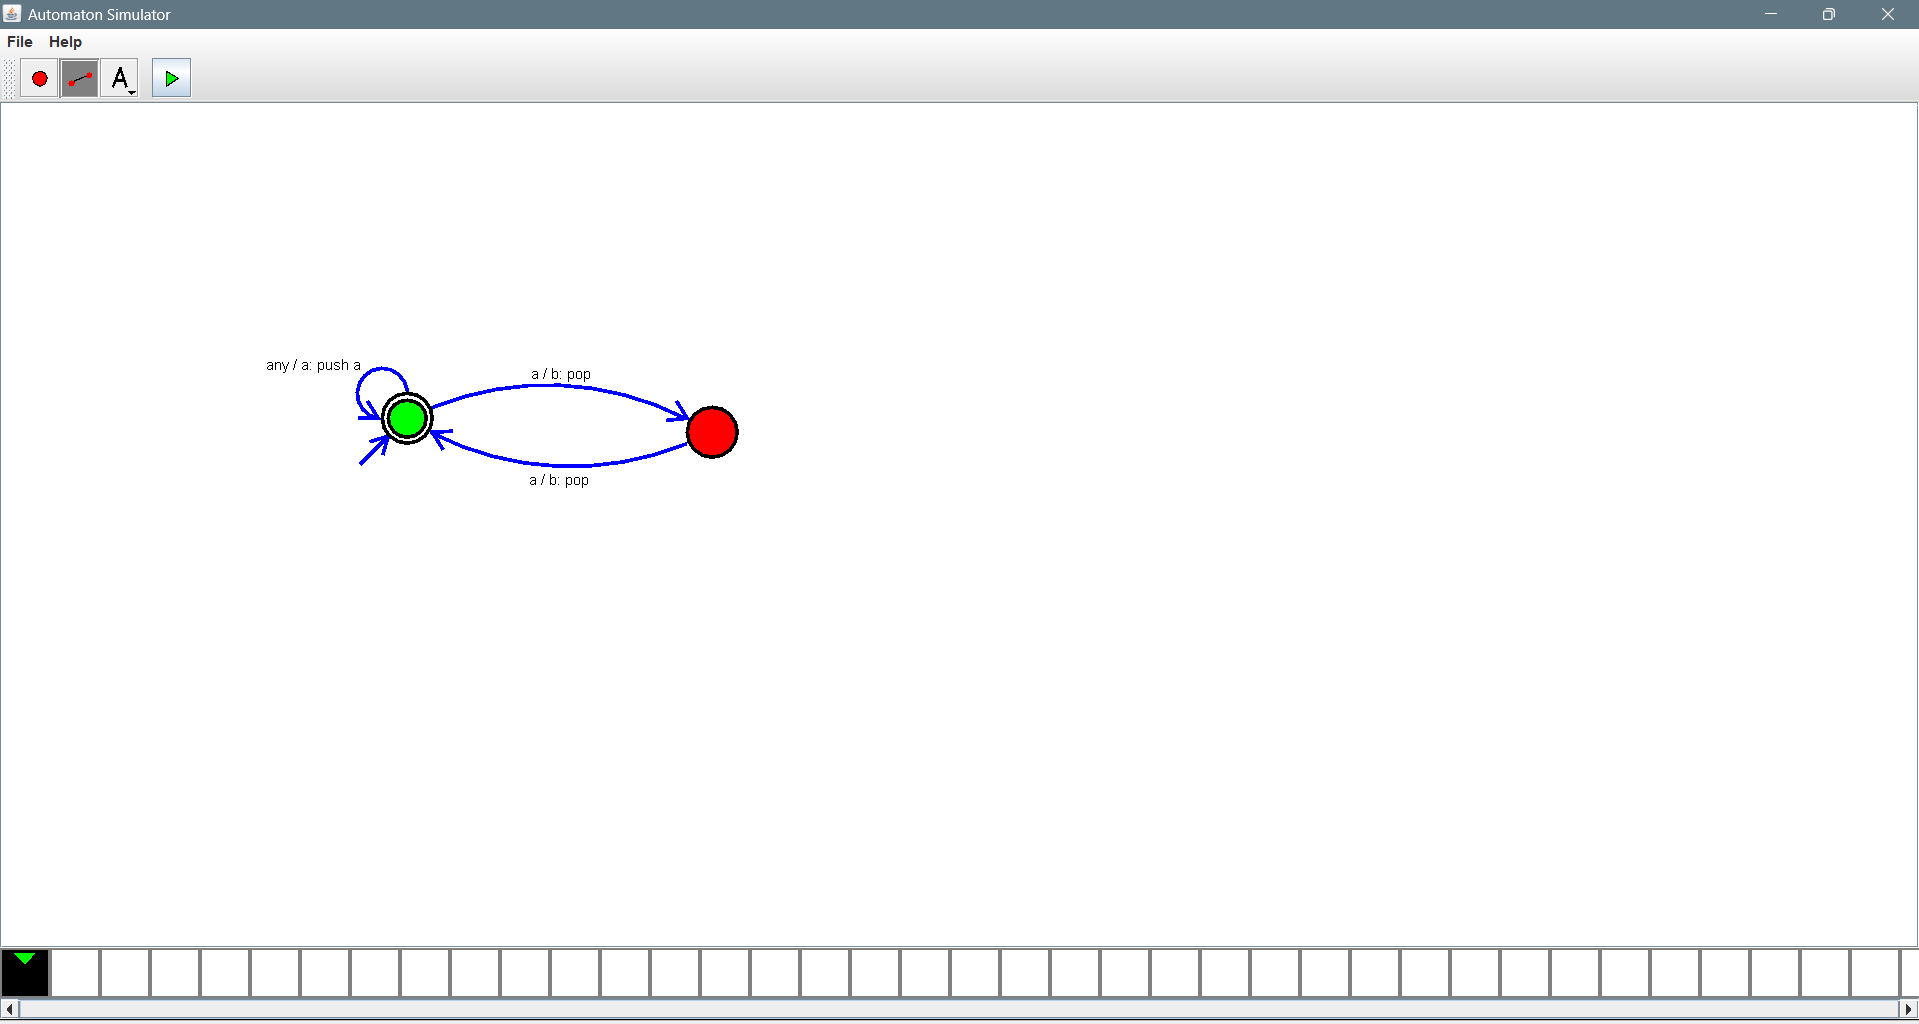 Automaton Simulator
File Help
A
any / a: push a
a / b: pop
a / b: pop